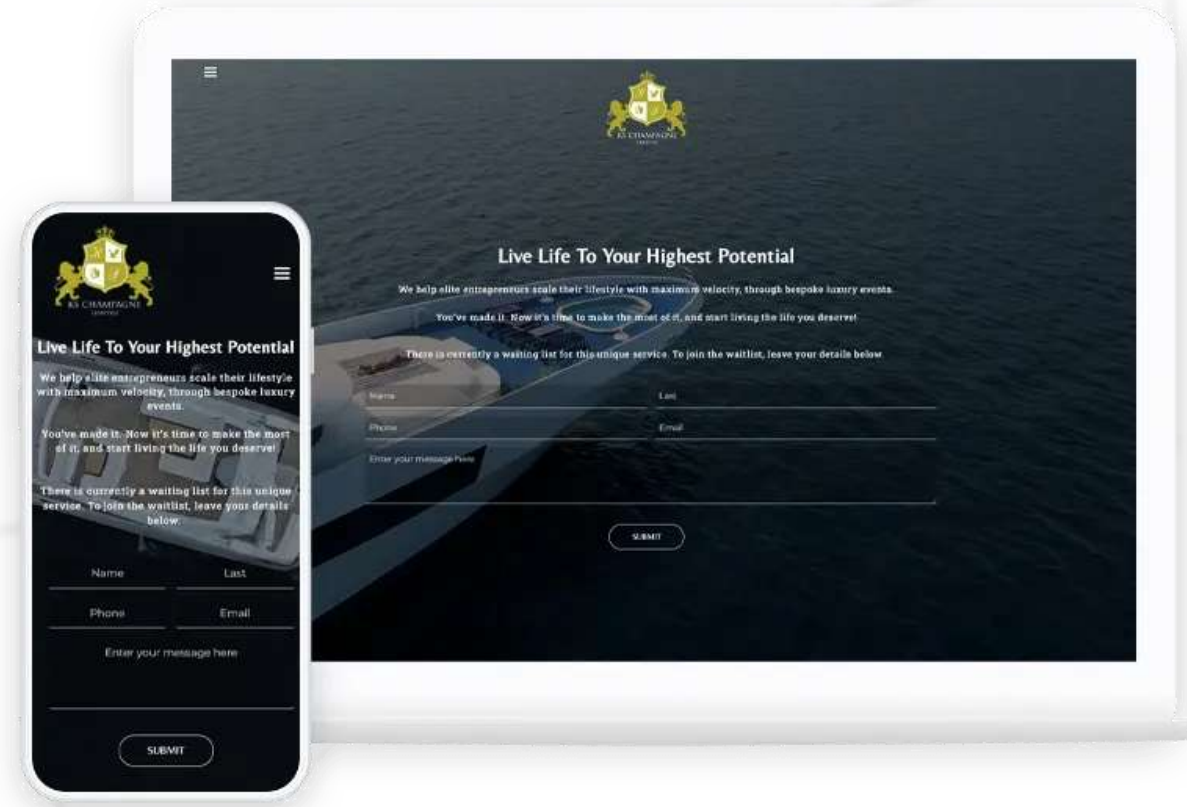 KS CHAMPAGNE
LIFESTYLE
Live Life To Your Highest Potential
We help elite entrepreneurs scale their lifestyle with maximum velocity, through bespoke luxury events.
You've made it. Now it's time to make the most of it, and start living the life you deserve!
There is currently a waiting list for this unique service. To join the waitlist, leave your details below.
Name Last
Phone Email
Enter your message here
SUBMIT
KS CHAMPAGNE
LIFESTYLE
Live Life To Your Highest Potential
We help elite entrepreneurs scale their lifestyle
with maximum velocity, through bespoke luxury
events.
You've made it. Now it's time to make the most
of it, and start living the life you deserve!
There is currently a waiting list for this unique
service. To join the waitlist, leave your details
below.
Name Last
Phone Email
Enter your message here
SUBMIT